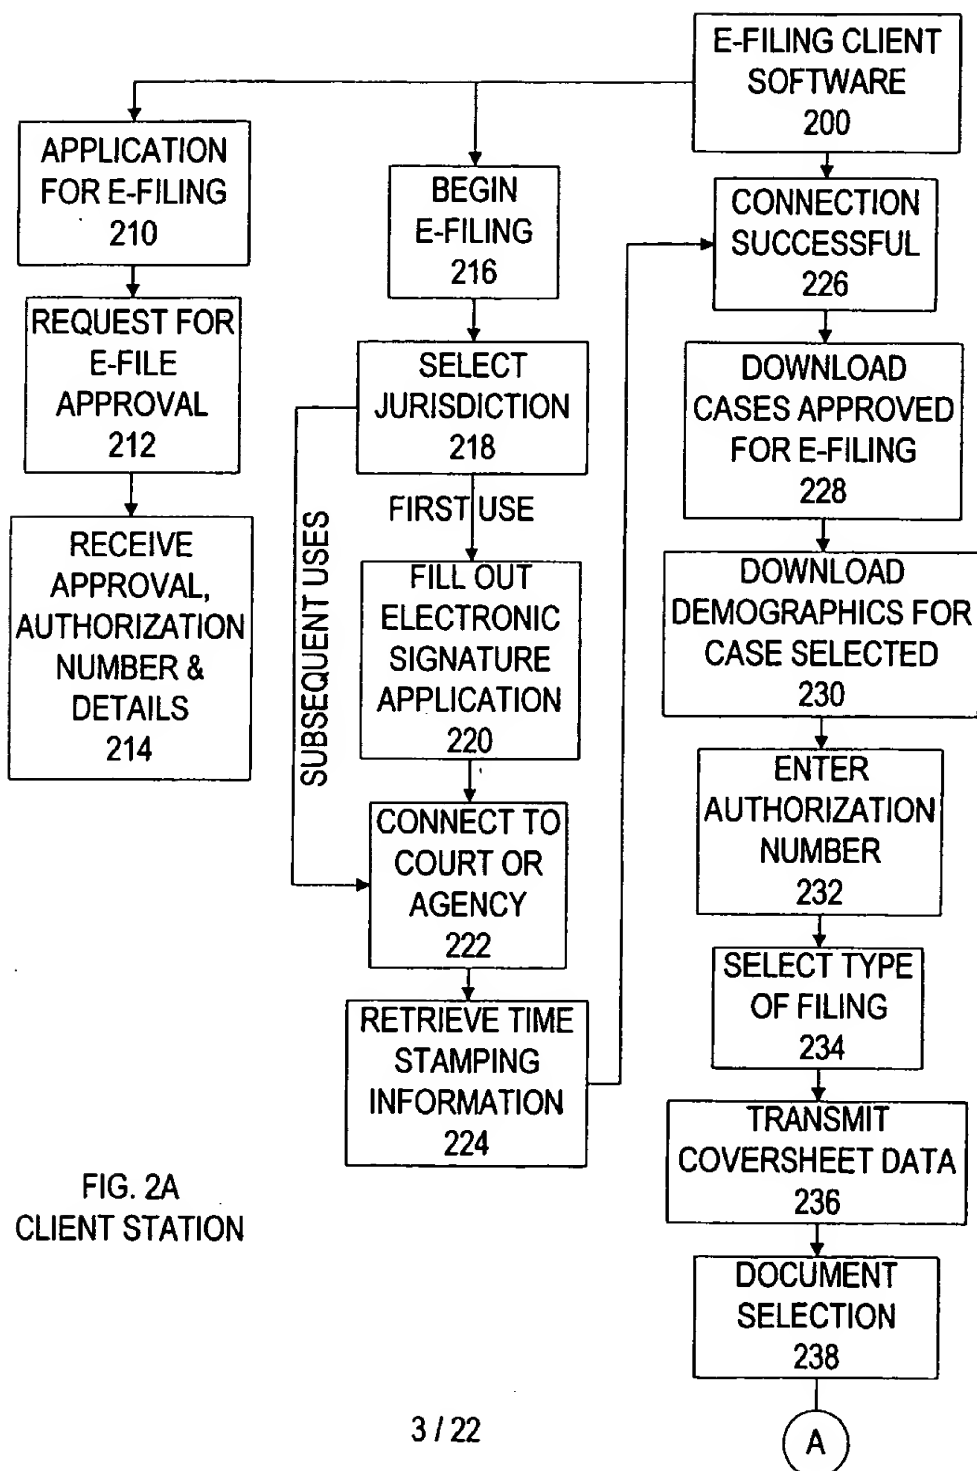 E-FILING CLIENT
SOFTWARE
200
APPLICATION
FOR E-FILING
210
REQUEST FOR
E-FILE
APPROVAL
212
RECEIVE
APPROVAL,
AUTHORIZATION
NUMBER &
DETAILS
214
BEGIN
E-FILING
216
SELECT
JURISDICTION
218
FIRST USE
SUBSEQUENT USES
FILL OUT
ELECTRONIC
SIGNATURE
APPLICATION
220
CONNECT TO
COURT OR
AGENCY
222
RETRIEVE TIME
STAMPING
INFORMATION
224
CONNECTION
SUCCESSFUL
226
DOWNLOAD
CASES APPROVED
FOR E-FILING
228
DOWNLOAD
DEMOGRAPHICS FOR
CASE SELECTED
230
ENTER
AUTHORIZATION
NUMBER
232
SELECT TYPE
OF FILING
234
TRANSMIT
COVERSHEET DATA
236
DOCUMENT
SELECTION
238
A
FIG. 2A
CLIENT STATION
3 / 22